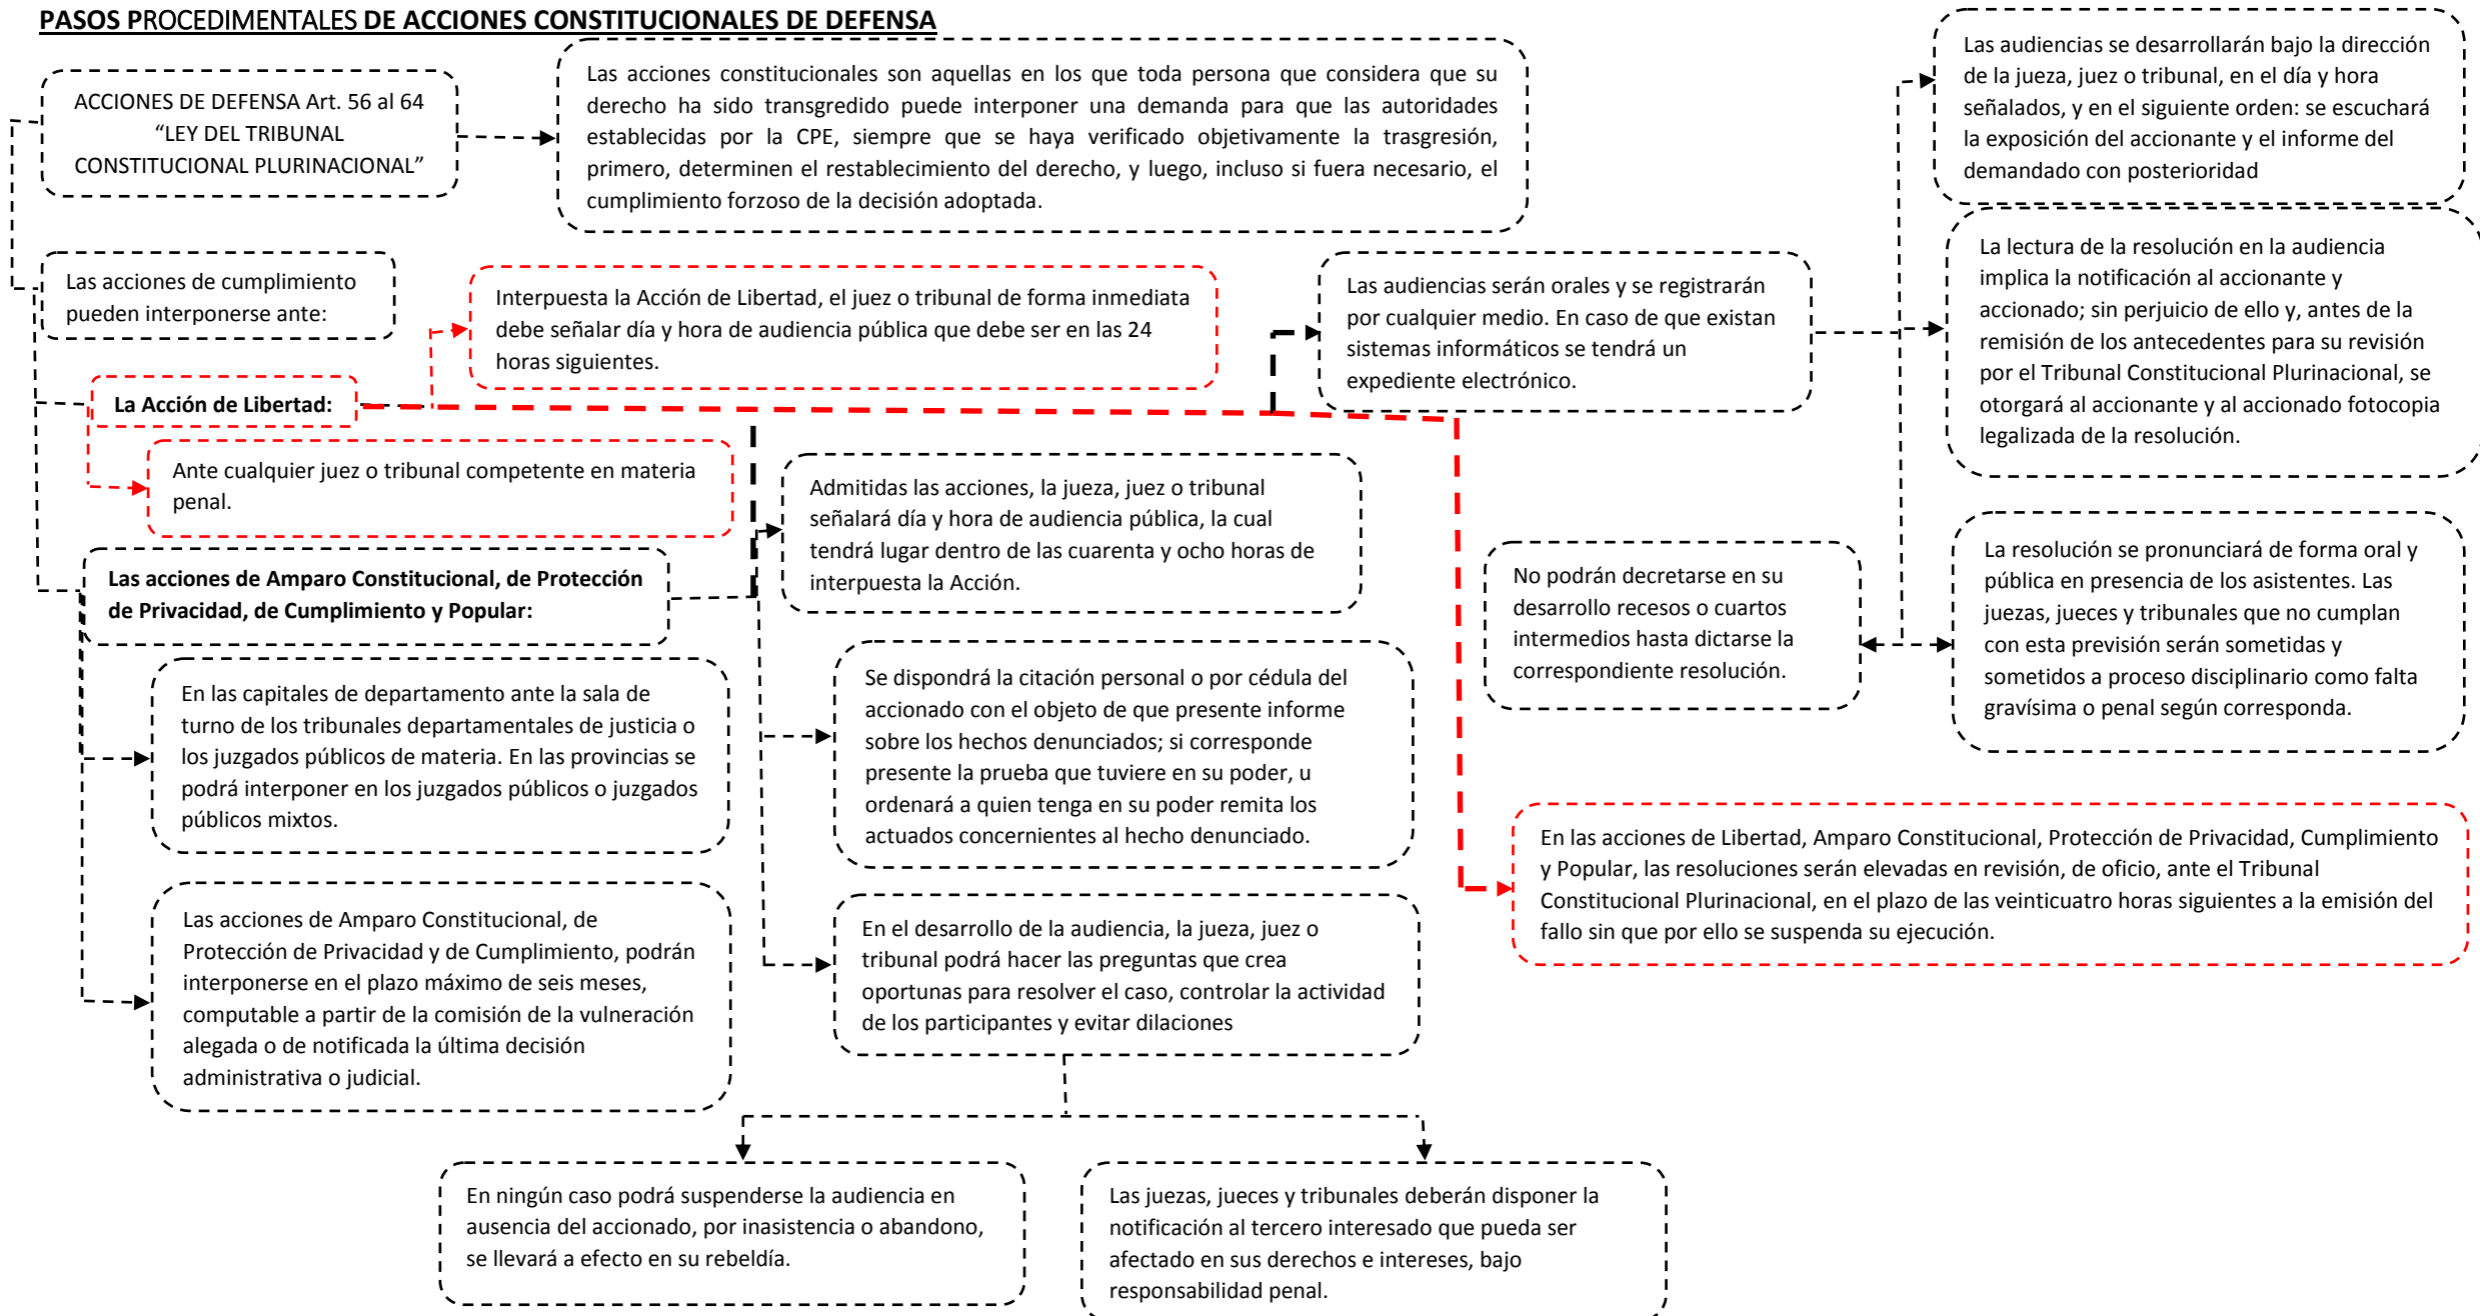 PASOS PROCEDIMENTALES DE ACCIONES CONSTITUCIONALES DE DEFENSA
ACCIONES DE DEFENSA Art. 56 al 64
“LEY DEL TRIBUNAL
CONSTITUCIONAL PLURINACIONAL”
Las acciones constitucionales son aquellas en los que toda persona que considera que su
derecho ha sido transgredido puede interponer una demanda para que las autoridades
establecidas por la CPE, siempre que se haya verificado objetivamente la trasgresión,
primero, determinen el restablecimiento del derecho, y luego, incluso si fuera necesario, el
cumplimiento forzoso de la decisión adoptada.
Las acciones de cumplimiento
pueden interponerse ante:
La Acción de Libertad:
Interpuesta la Acción de Libertad, el juez o tribunal de forma inmediata
debe señalar día y hora de audiencia pública que debe ser en las 24
horas siguientes.
Ante cualquier juez o tribunal competente en materia
penal.
Las acciones de Amparo Constitucional, de Protección
de Privacidad, de Cumplimiento y Popular:
En las capitales de departamento ante la sala de
turno de los tribunales departamentales de justicia o
los juzgados públicos de materia. En las provincias se
podrá interponer en los juzgados públicos o juzgados
públicos mixtos.
Las acciones de Amparo Constitucional, de
Protección de Privacidad y de Cumplimiento, podrán
interponerse en el plazo máximo de seis meses,
computable a partir de la comisión de la vulneración
alegada o de notificada la última decisión
administrativa o judicial.
Admitidas las acciones, la jueza, juez o tribunal
señalará día y hora de audiencia pública, la cual
tendrá lugar dentro de las cuarenta y ocho horas de
interpuesta la Acción.
Se dispondrá la citación personal o por cédula del
accionado con el objeto de que presente informe
sobre los hechos denunciados; si corresponde
presente la prueba que tuviere en su poder, u
ordenará a quien tenga en su poder remita los
actuados concernientes al hecho denunciado.
En el desarrollo de la audiencia, la jueza, juez o
tribunal podrá hacer las preguntas que crea
oportunas para resolver el caso, controlar la actividad
de los participantes y evitar dilaciones
En ningún caso podrá suspenderse la audiencia en
ausencia del accionado, por inasistencia o abandono,
se llevará a efecto en su rebeldía.
Las juezas, jueces y tribunales deberán disponer la
notificación al tercero interesado que pueda ser
afectado en sus derechos e intereses, bajo
responsabilidad penal.
Las audiencias serán orales y se registrarán
por cualquier medio. En caso de que existan
sistemas informáticos se tendrá un
expediente electrónico.
Las audiencias se desarrollarán bajo la dirección
de la jueza, juez o tribunal, en el día y hora
señalados, y en el siguiente orden: se escuchará
la exposición del accionante y el informe del
demandado con posterioridad
La lectura de la resolución en la audiencia
implica la notificación al accionante y
accionado; sin perjuicio de ello y, antes de la
remisión de los antecedentes para su revisión
por el Tribunal Constitucional Plurinacional, se
otorgará al accionante y al accionado fotocopia
legalizada de la resolución.
No podrán decretarse en su
desarrollo recesos o cuartos
intermedios hasta dictarse la
correspondiente resolución.
La resolución se pronunciará de forma oral y
pública en presencia de los asistentes. Las
juezas, jueces y tribunales que no cumplan
con esta previsión serán sometidas y
sometidos a proceso disciplinario como falta
gravísima o penal según corresponda.
En las acciones de Libertad, Amparo Constitucional, Protección de Privacidad, Cumplimiento
y Popular, las resoluciones serán elevadas en revisión, de oficio, ante el Tribunal
Constitucional Plurinacional, en el plazo de las veinticuatro horas siguientes a la emisión del
fallo sin que por ello se suspenda su ejecución.